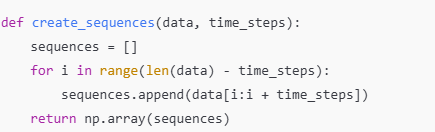 def create_sequences(data, time_steps):
    sequences = []
    for i in range(len(data) - time_steps):
        sequences.append(data[i:i + time_steps])
    return np.array(sequences)